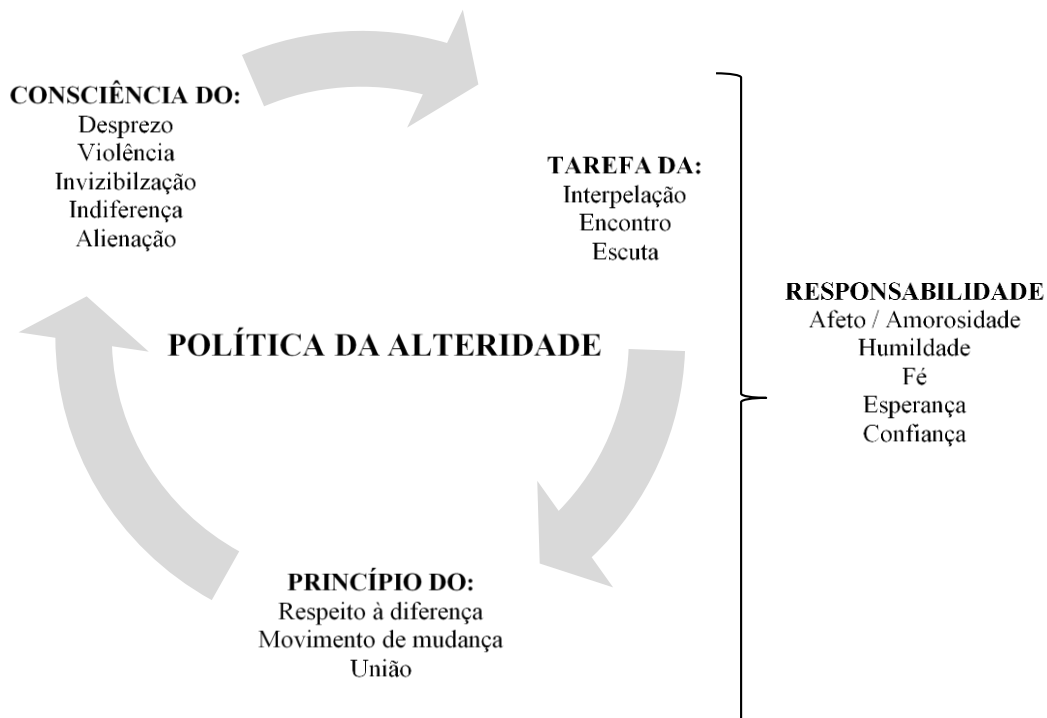 CONSCIÊNCIA DO:
Desprezo
Violência
Invizibilzação
Indiferença
Alienação
TAREFA DA:
Interpelação
Encontro
Escuta
RESPONSABILIDADE
Afeto / Amorosidade
Humildade
Fé
Esperança
Confiança
POLÍTICA DA ALTERIDADE
PRINCÍPIO DO:
Respeito à diferença
Movimento de mudança
União